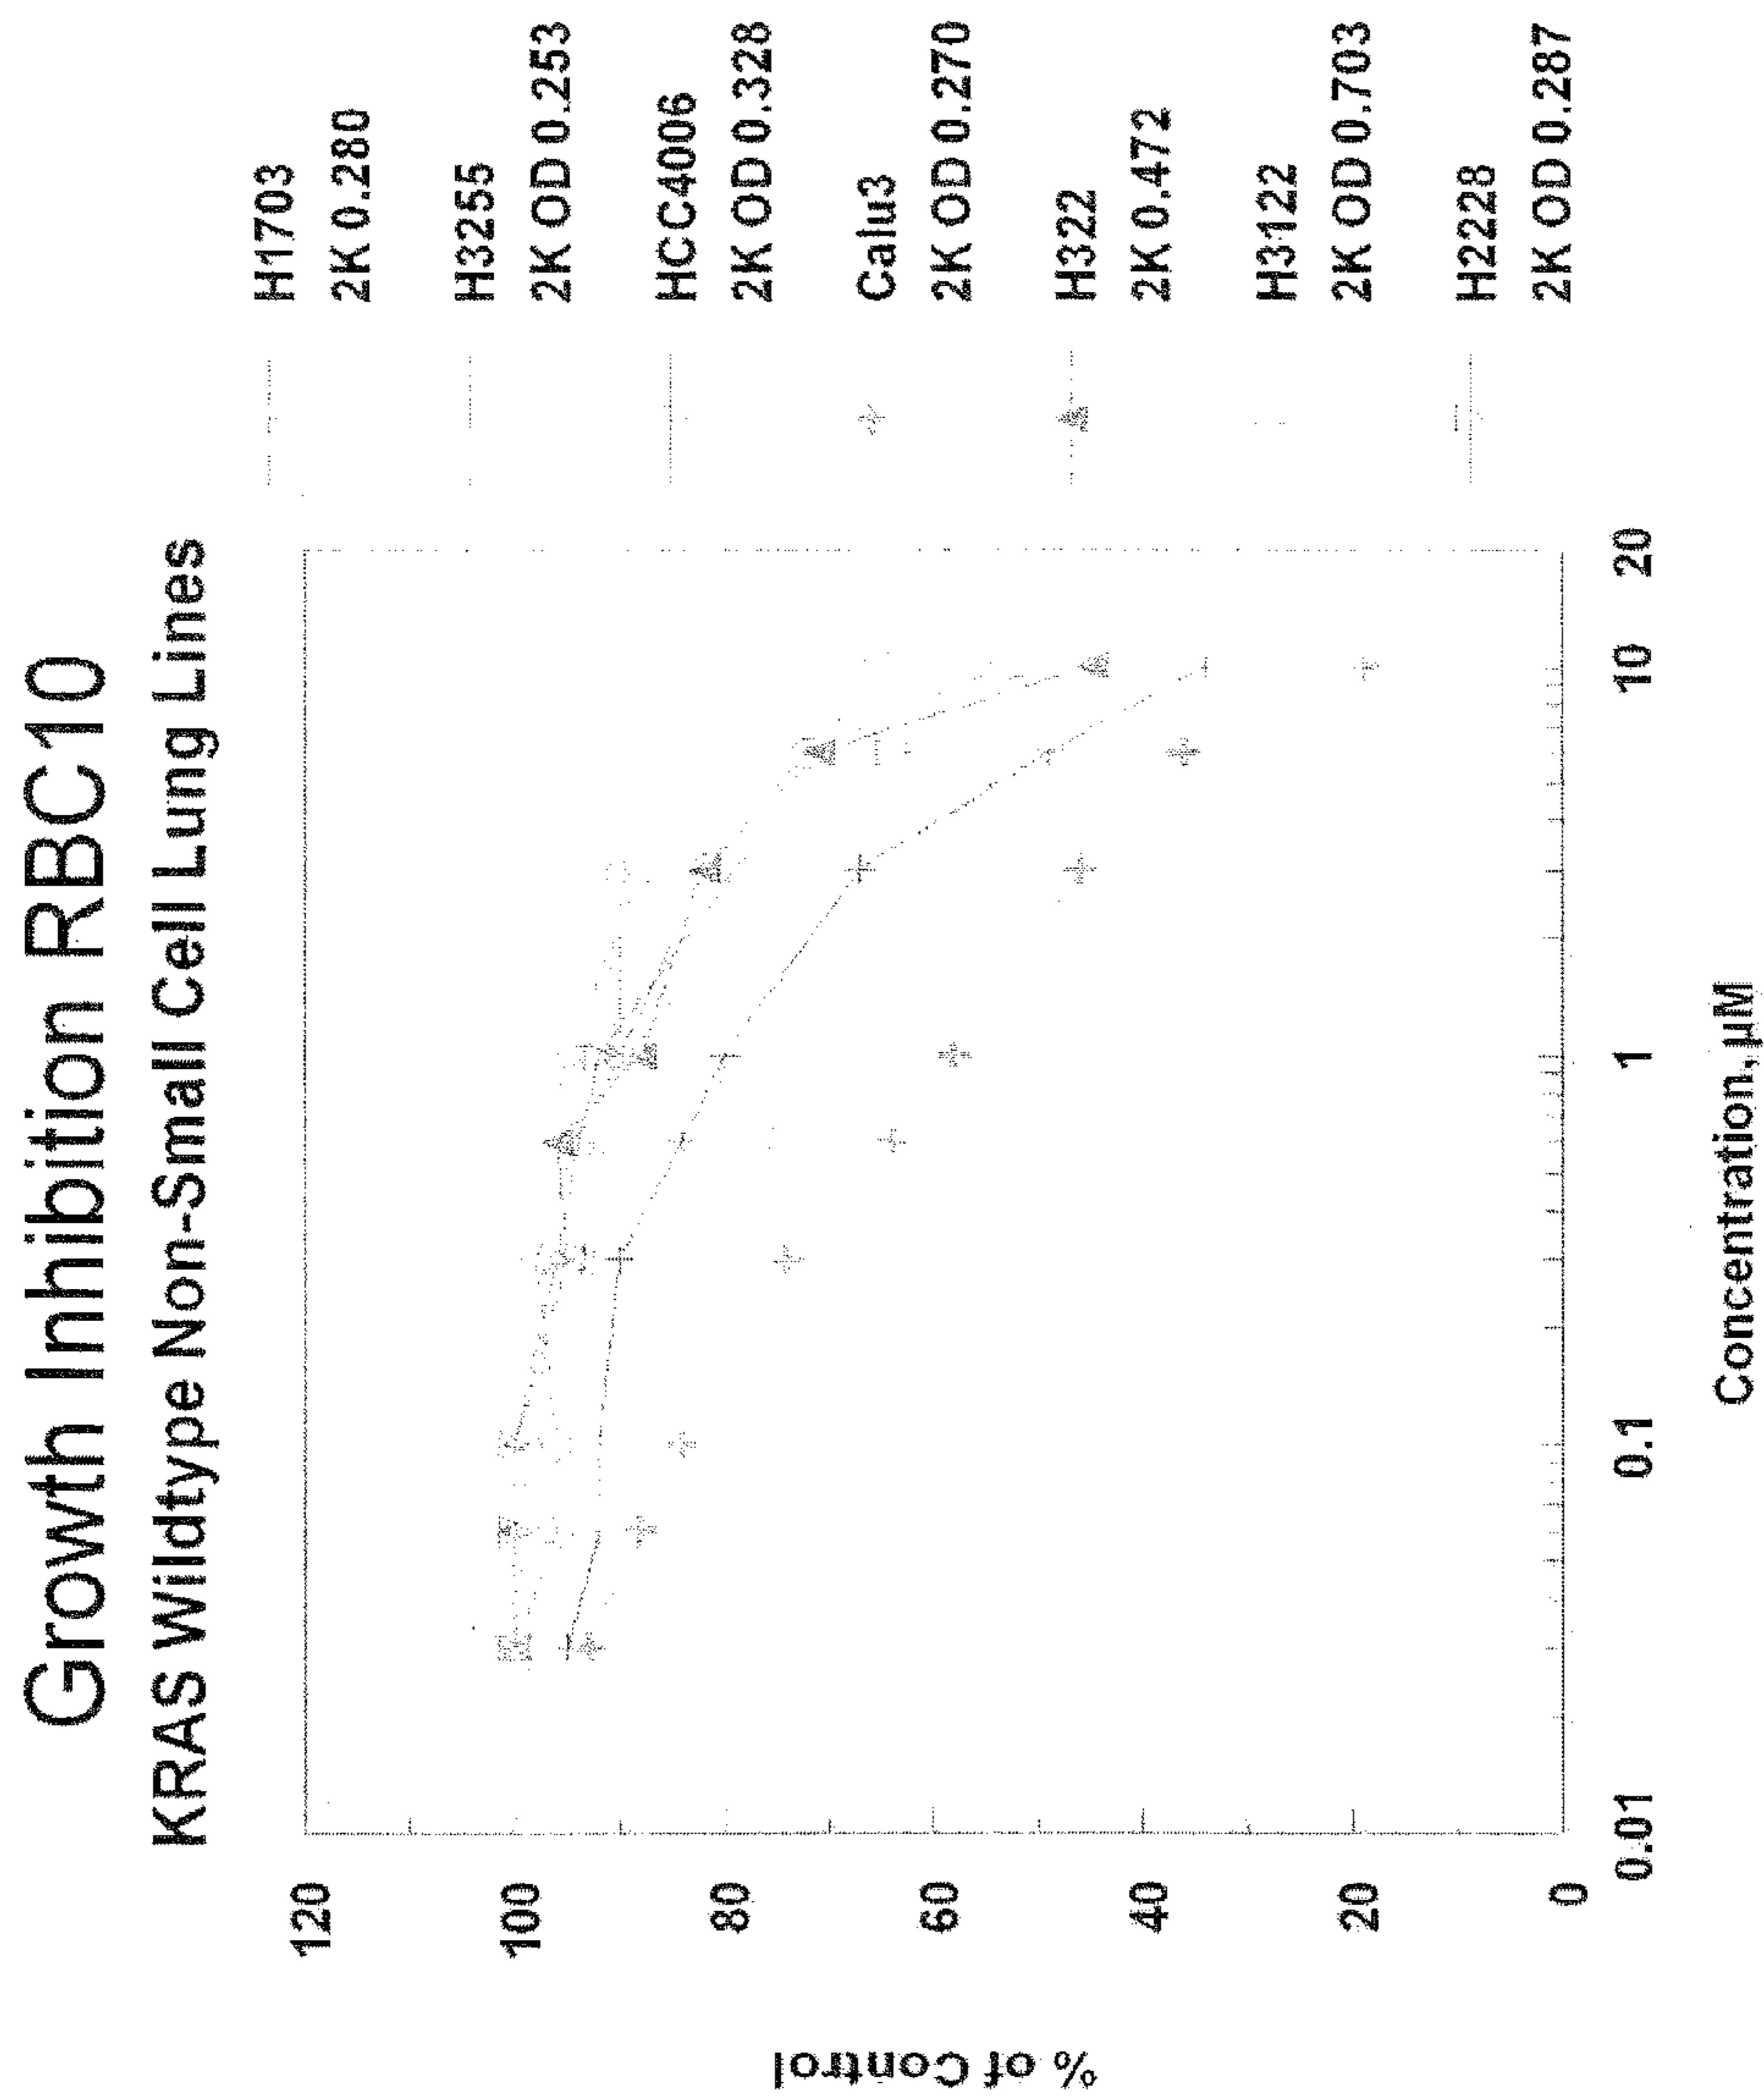 Growth Inhibition RBC10
KRAS Wildtype Non-Small Cell Lung Lines
120
100
80
60
40
20
0
% of Control
0.01
0.1
1
10
20
Concentration, µM
H1703
2K 0.280
H3255
2K OD 0.253
HCC4006
2K OD 0.328
Calu3
2K OD 0.270
H322
2K 0.472
H3122
2K OD 0.703
H2228
2K OD 0.287